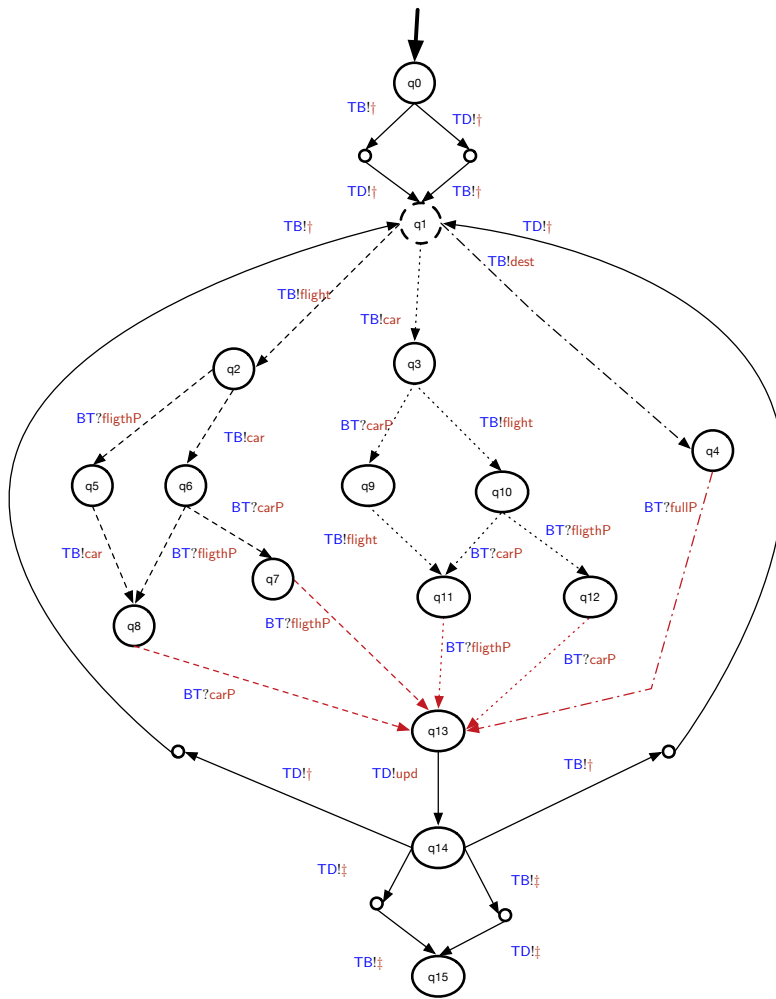 q0
TB!†
TD!†
TD!†
TB!†
TB!†
q1
TD!†
TB!dest
TB!flight
TB!car
q2
q3
BT?fligthP
BT?carP
TB!flight
TB!car
q4
q5
q6
q9
q10
BT?carP
BT?fullP
TB!car
BT?fligthP
TB!flight
BT?carP
BT?fligthP
q7
q11
q12
q8
BT?fligthP
BT?fligthP
BT?carP
BT?carP
q13
TD!†
TD!upd
TB!†
q14
TD!‡
TB!‡
TB!‡
TD!‡
q15